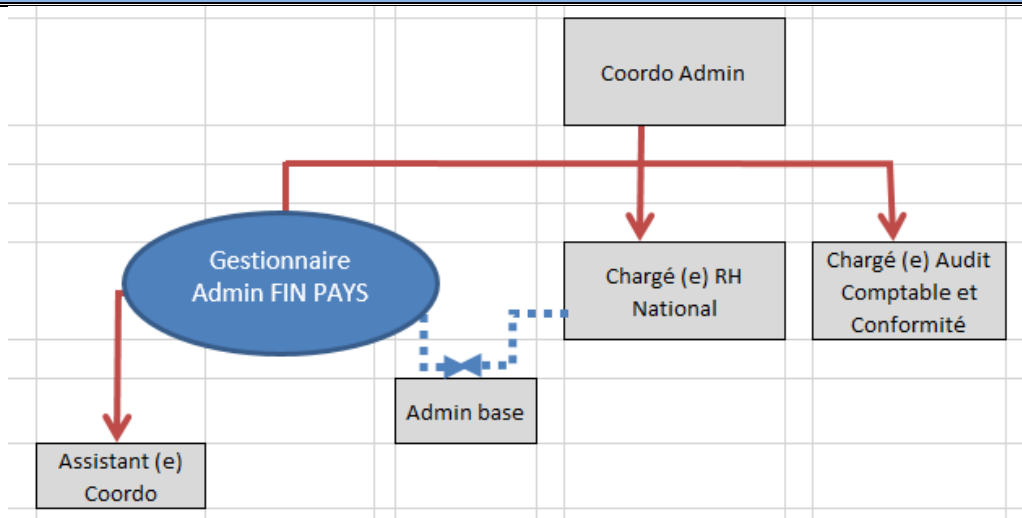 Coordo Admin
Gestionnaire
Admin FIN PAYS
Chargé (e) RH
National
Chargé (e) Audit
Comptable et
Conformité
Admin base
Assistant (e)
Coordo